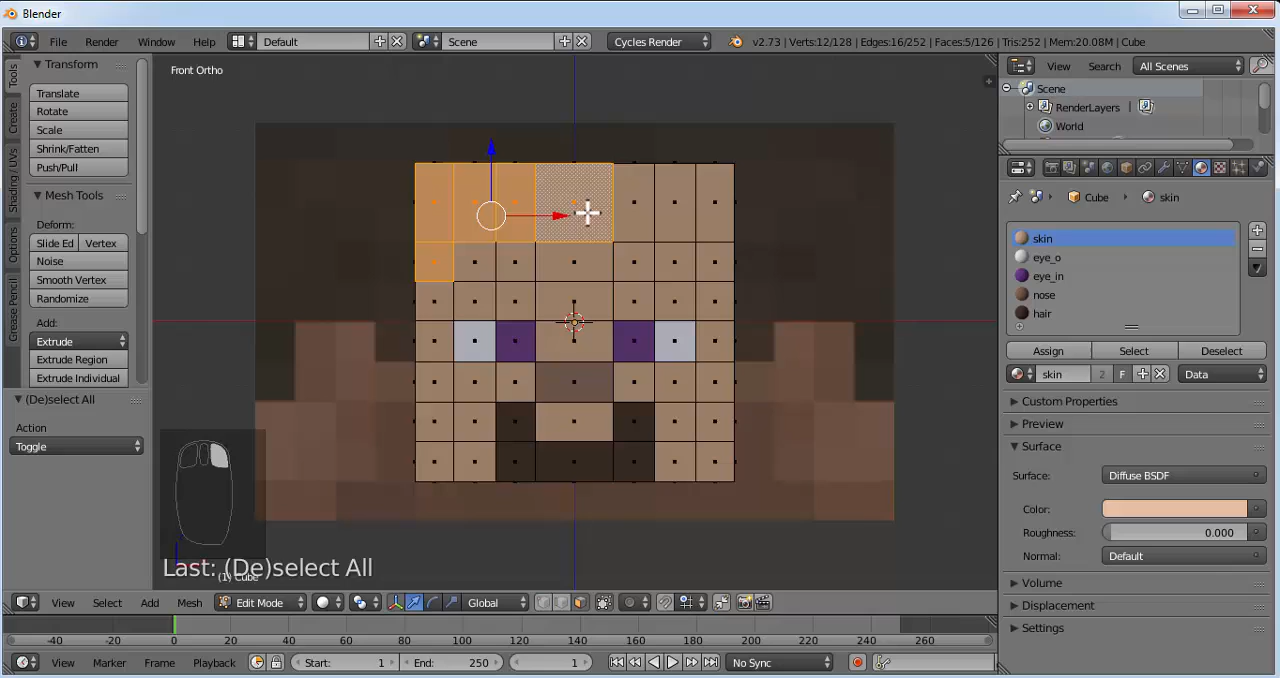 Blender
File Render Window Help Default Scene Cycles Render v2.73 | Verts:12/128 | Edges:16/252 | Faces:5/126 | Tris:252 | Mem:20.08M | Cube
Tools
Create
Shading / UVs
Options
Grease Pencil
Transform
Translate
Rotate
Scale
Shrink/Fatten
Push/Pull
Mesh Tools
Deform:
Slide Ed Vertex
Noise
Smooth Vertex
Randomize
Add:
Extrude
Extrude Region
Extrude Individual
(De)select All
Action
Toggle
Front Ortho
Last: (De)select All
(1) Cube
View Select Add Mesh Edit Mode Global
-40 -20 0 20 40 60 80 100 120 140 160 180 200 220 240 260
View Marker Frame Playback Start: 1 End: 250 1 No Sync
View Search All Scenes
Scene
RenderLayers |
World
Cube skin
skin
eye_o
eye_in
nose
hair
Assign Select Deselect
skin 2 F Data
Custom Properties
Preview
Surface
Surface: Diffuse BSDF
Color:
Roughness: 0.000
Normal: Default
Volume
Displacement
Settings